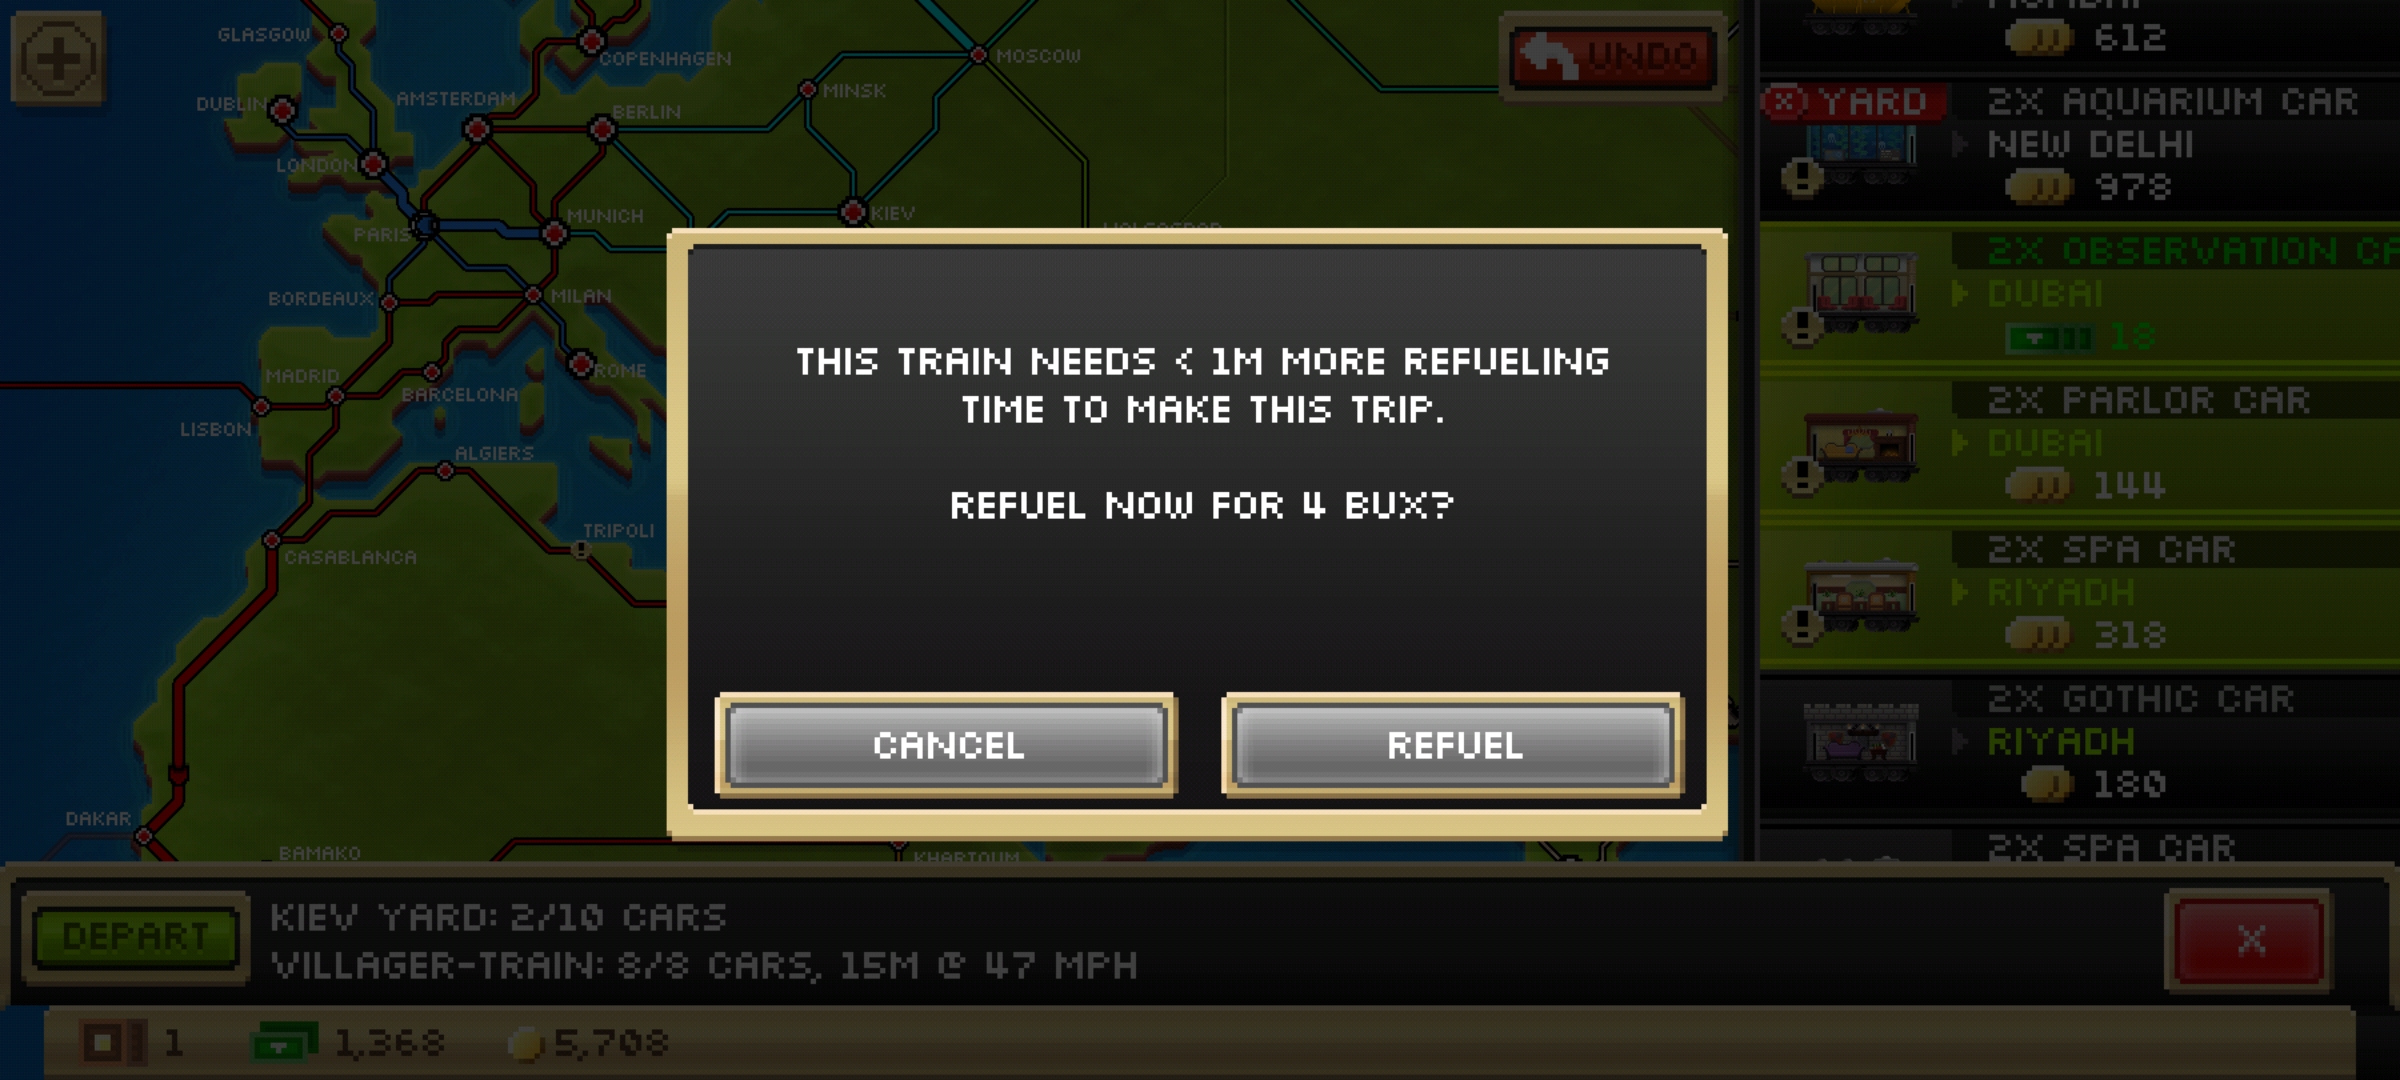 GLASGOW
COPENHAGEN
MOSCOW
UNDO
612
DUBLIN
AMSTERDAM
BERLIN
MINSK
YARD
2X AQUARIUM CAR
NEW DELHI
978
LONDON
PARIS
MUNICH
KIEV
2X OBSERVATION
DUBAI
18
BORDEAUX
MILAN
MADRID
BARCELONA
ROME
LISBON
THIS TRAIN NEEDS < 1M MORE REFUELING
TIME TO MAKE THIS TRIP.
REFUEL NOW FOR 4 BUX?
2X PARLOR CAR
DUBAI
144
ALGIERS
TRIPOLI
CASABLANCA
2X SPA CAR
RIYADH
318
CANCEL
REFUEL
2X GOTHIC CAR
RIYADH
180
DAKAR
BAMAKO
KHARTOUM
2X SPA CAR
DEPART
KIEV YARD: 2/10 CARS
VILLAGER-TRAIN: 8/8 CARS, 15M @ 47 MPH
X
1
1,368
5,708